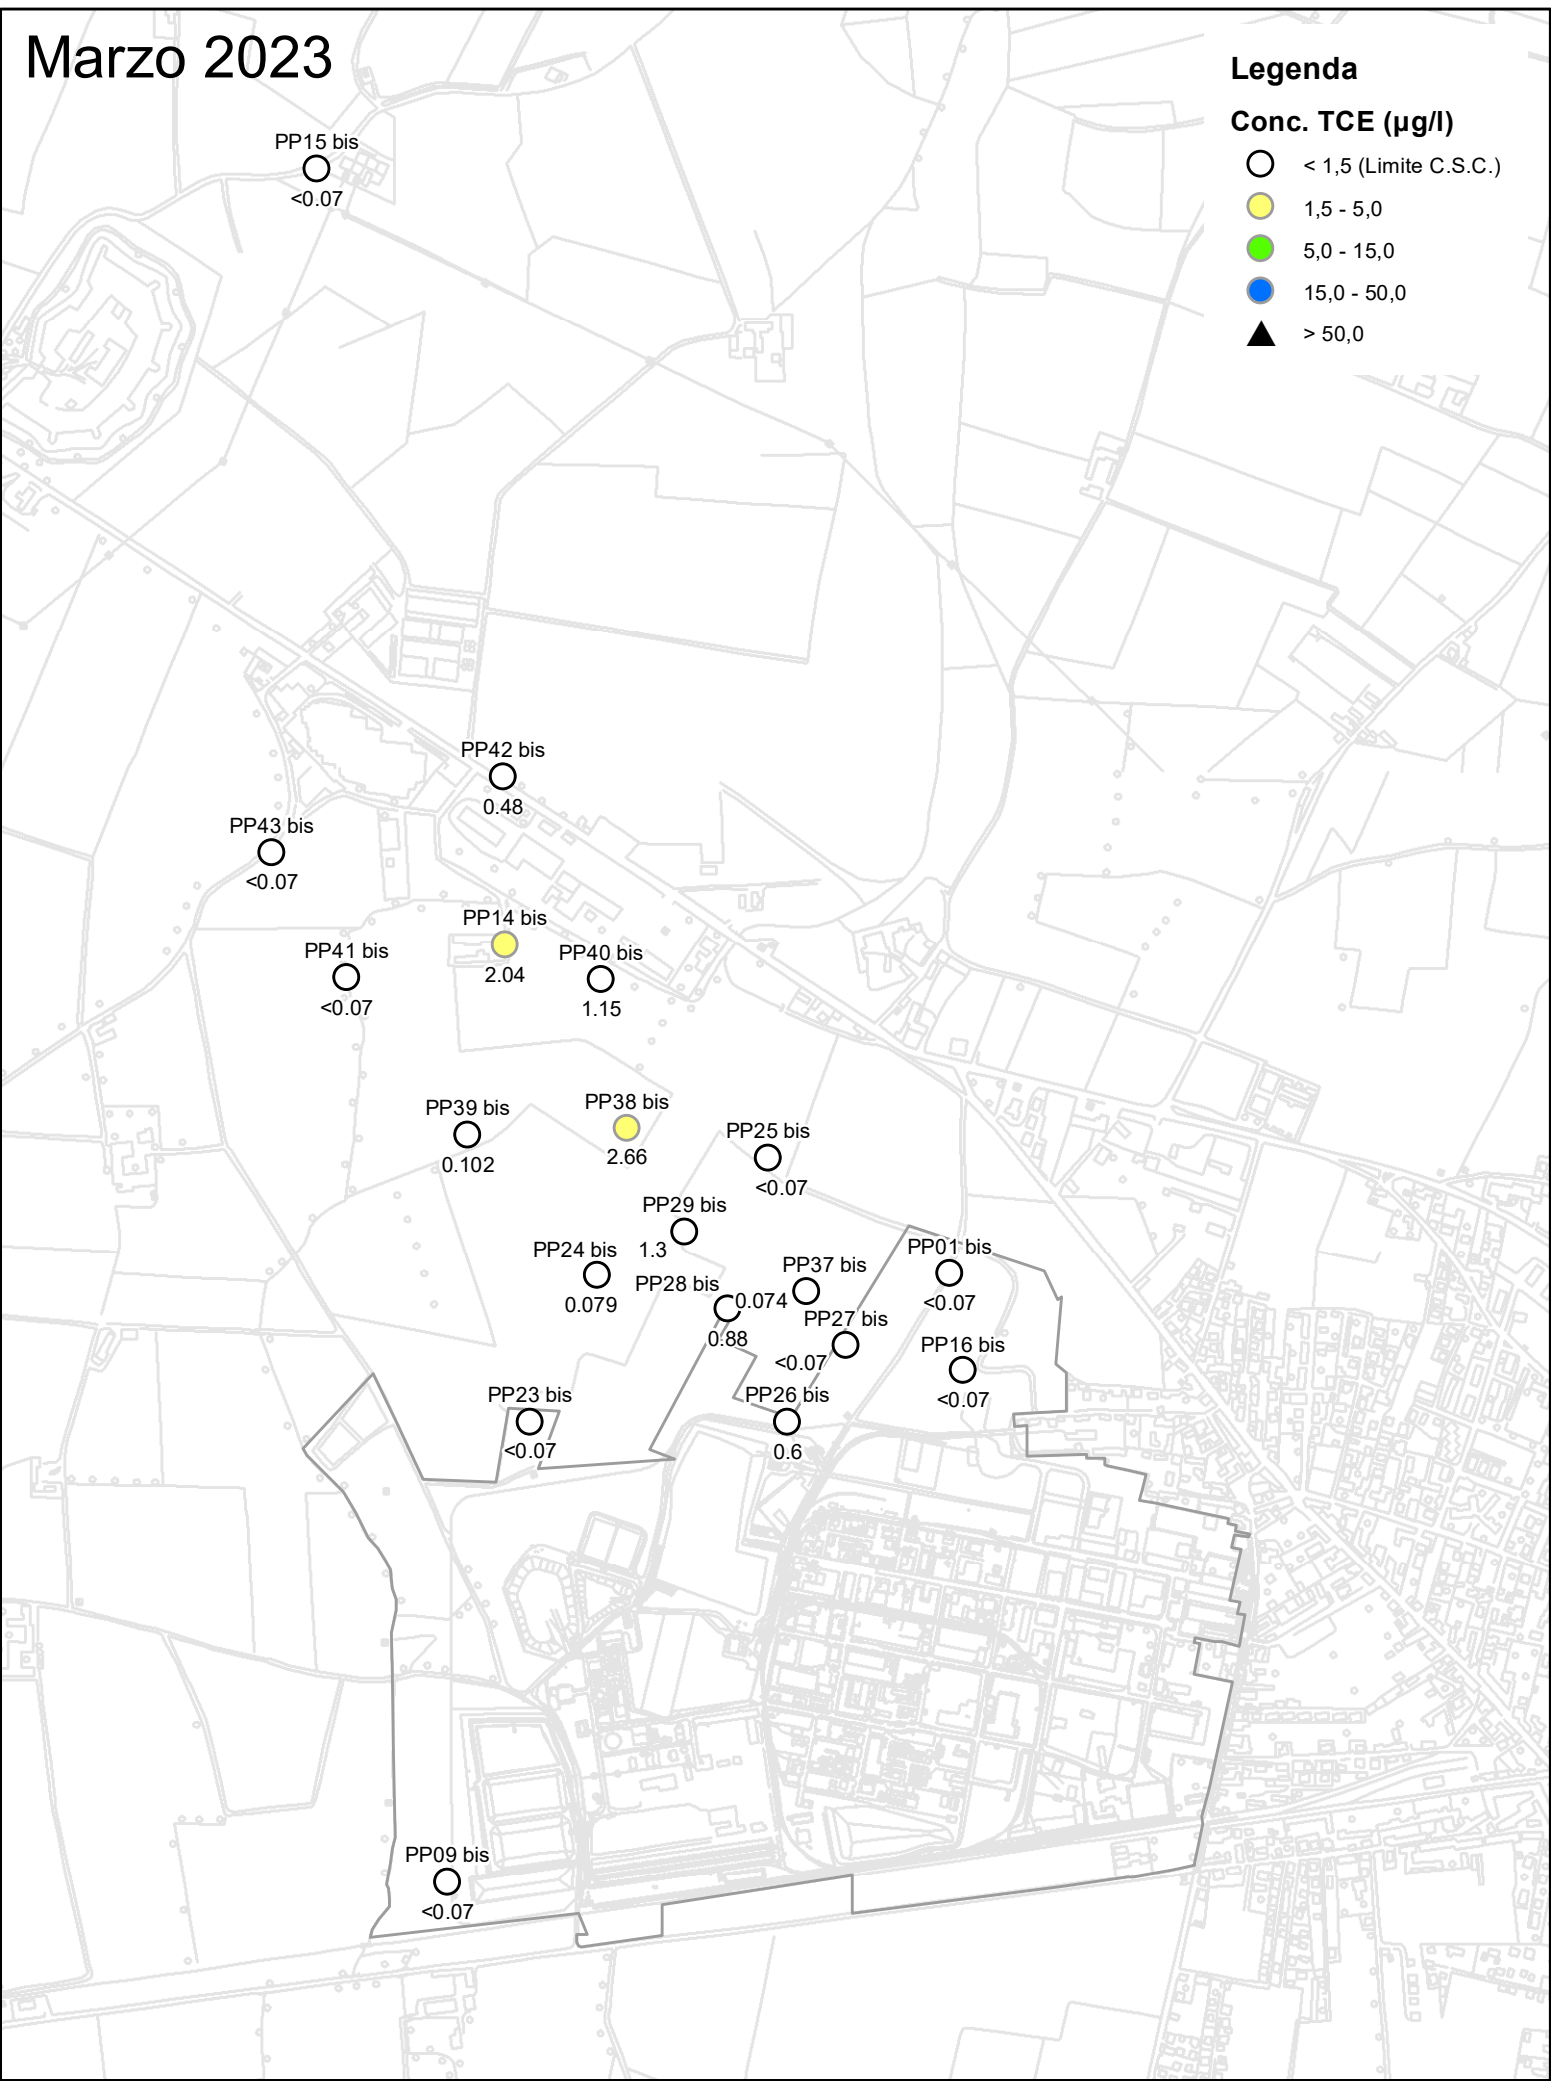 Marzo 2023
Legenda
Conc. TCE (µg/l)
< 1,5 (Limite C.S.C.)
1,5 - 5,0
5,0 - 15,0
15,0 - 50,0
> 50,0
PP15 bis
<0.07
PP42 bis
0.48
PP43 bis
<0.07
PP14 bis
2.04
PP41 bis
<0.07
PP40 bis
1.15
PP38 bis
2.66
PP39 bis
0.102
PP25 bis
<0.07
PP29 bis
1.3
PP24 bis
0.079
PP01 bis
<0.07
PP37 bis
0.074
PP28 bis
0.88
PP27 bis
<0.07
PP16 bis
<0.07
PP23 bis
<0.07
PP26 bis
0.6
PP09 bis
<0.07